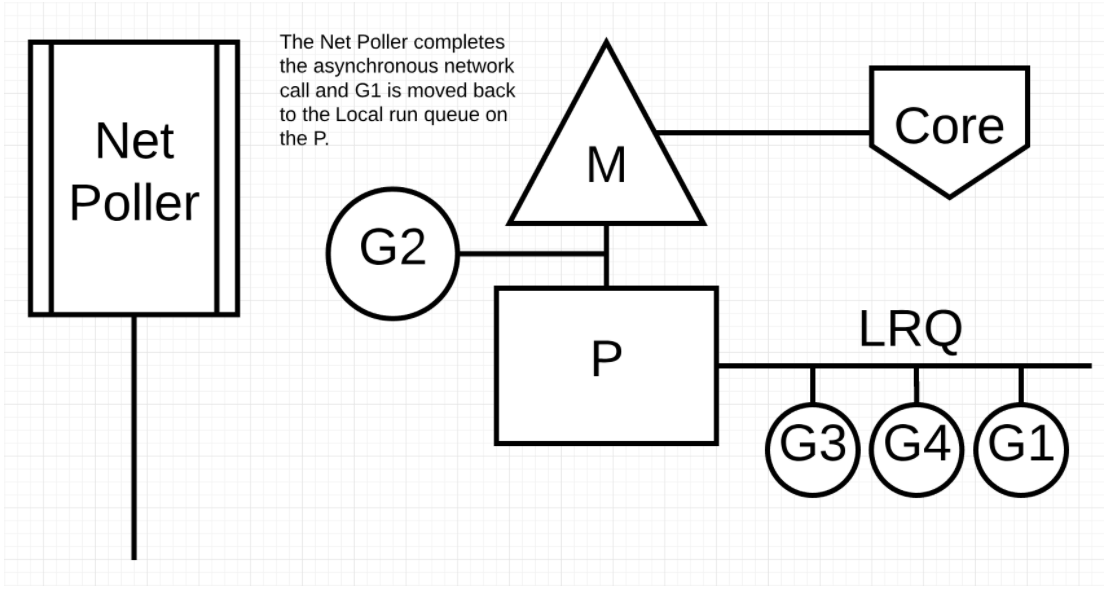 Net
Poller
The Net Poller completes
the asynchronous network
call and G1 is moved back
to the Local run queue on
the P.
M
Core
G2
P
LRQ
G3
G4
G1